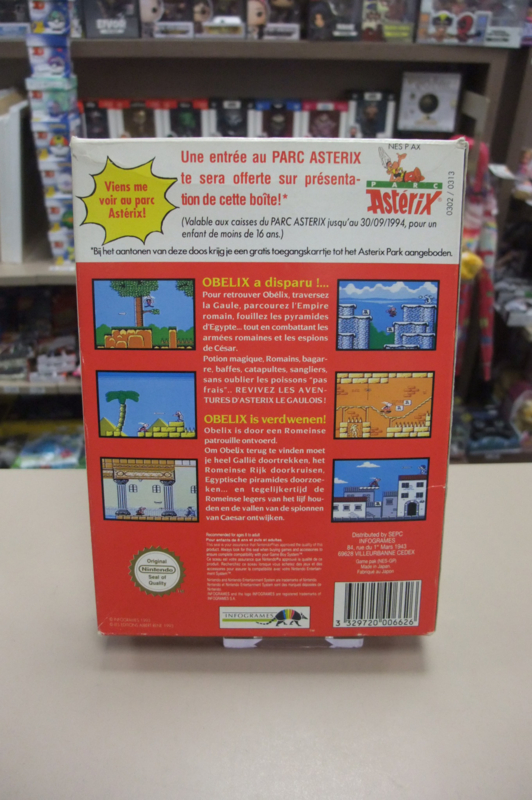 Viens me
voir au parc
Astérix!
Une entrée au PARC ASTERIX
te sera offerte sur présenta-
tion de cette boîte!*
(Valable aux caisses du PARC ASTERIX jusqu'au 30/09/1994, pour un
enfant de moins de 16 ans.)
NES P AX
PARC
Astérix
0302 / 0313
*Bij het aantonen van deze doos krijg je een gratis toegangskaartje tot het Asterix Park aangeboden.
OBELIX a disparu !...
Pour retrouver Obélix, traversez
la Gaule, parcourez l'Empire
romain, fouillez les pyramides
d'Egypte... tout en combattant les
armées romaines et les espions
de César.
Potion magique, Romains, bagar-
re, baffes, catapultes, sangliers,
sans oublier les poissons "pas
frais"... REVIVEZ LES AVEN-
TURES D'ASTERIX LE GAULOIS !
OBELIX is verdwenen!
Obelix is door een Romeinse
patrouille ontvoerd.
Om Obelix terug te vinden moet
je heel Gallië doortrekken, het
Romeinse Rijk doorkruisen,
Egyptische piramides doorzoe-
ken... en tegelijkertijd de
Romeinse legers van het lijf hou-
den en de vallen van de spionnen
van Caesar ontwijken.
Original
Nintendo
Seal of
Quality
INFOGRAMES
Distributed by SEPC
INFOGRAMES
84, rue du 1er Mars 1943
69628 VILLEURBANNE CEDEX
Made in Japan
Fabriqué au Japon
3 329720 006626